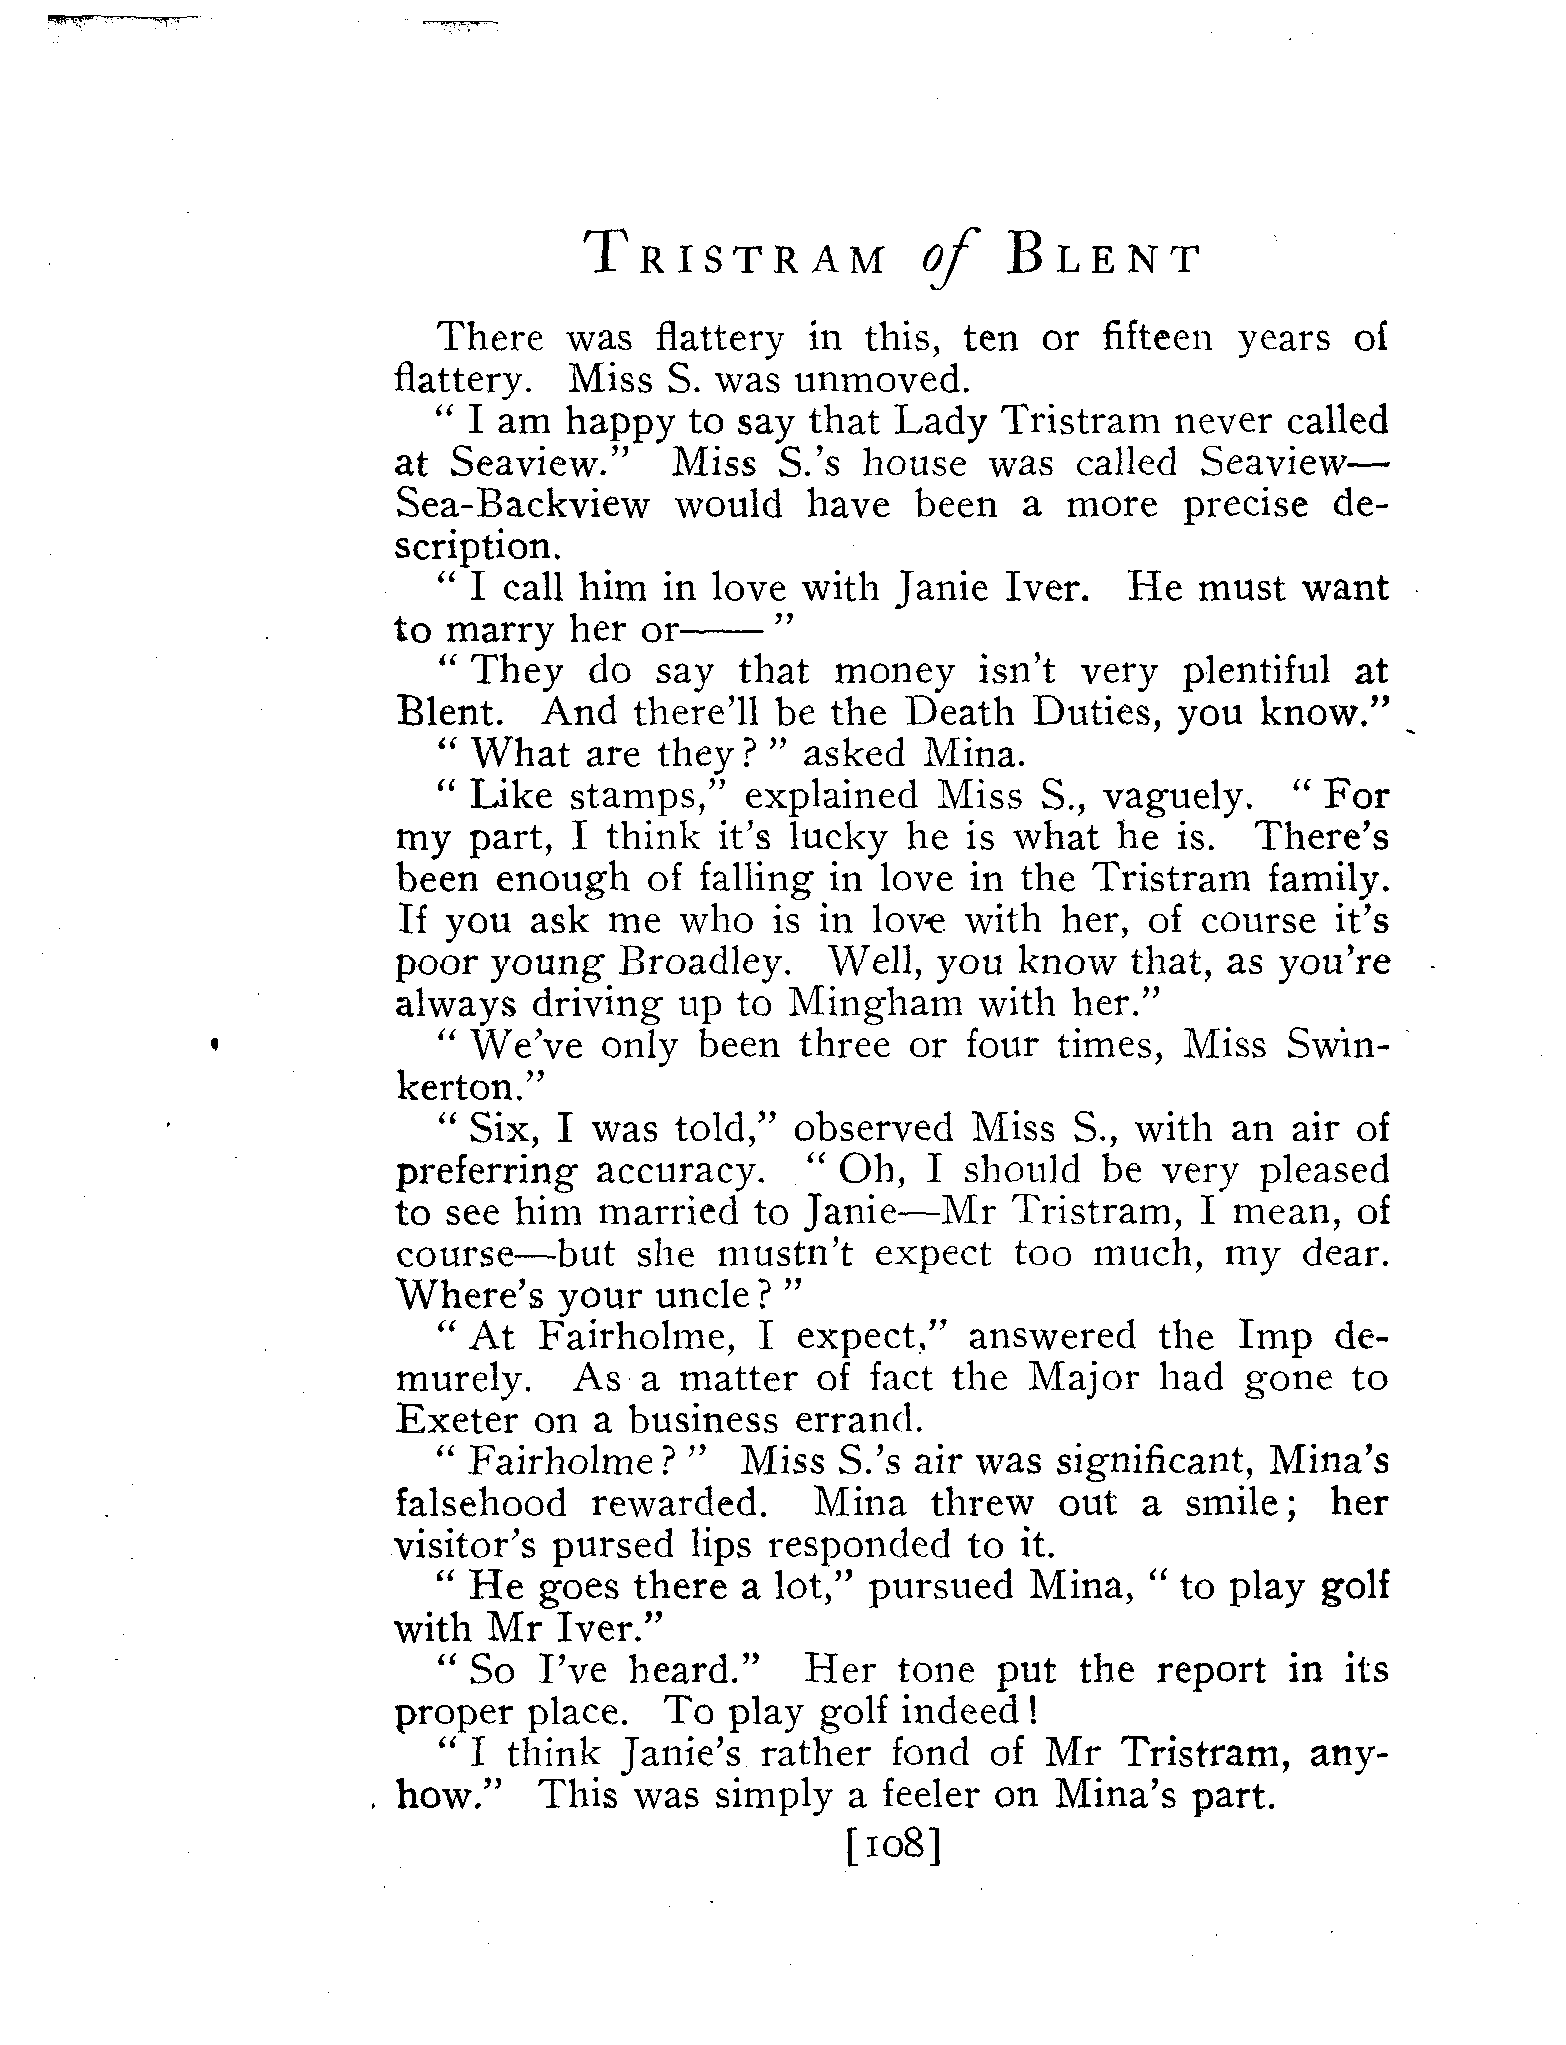 Tristram of Blent
There was flattery in this, ten or fifteen years of
flattery. Miss S. was unmoved.
“ I am happy to say that Lady Tristram never called
at Seaview.” Miss S.'s house was called Seaview—
Sea-Backview would have been a more precise de-
scription.
“ I call him in love with Janie Iver. He must want
to marry her or—— ”
“ They do say that money isn't very plentiful at
Blent. And there'll be the Death Duties, you know.”
“ What are they? ” asked Mina.
“ Like stamps,” explained Miss S., vaguely. “ For
my part, I think it's lucky he is what he is. There's
been enough of falling in love in the Tristram family.
If you ask me who is in love with her, of course it's
poor young Broadley. Well, you know that, as you're
always driving up to Mingham with her.”
“ We've only been three or four times, Miss Swin-
kerton.”
“ Six, I was told,” observed Miss S., with an air of
preferring accuracy. “ Oh, I should be very pleased
to see him married to Janie—Mr Tristram, I mean, of
course—but she mustn't expect too much, my dear.
Where's your uncle? ”
“ At Fairholme, I expect,” answered the Imp de-
murely. As a matter of fact the Major had gone to
Exeter on a business errand.
“ Fairholme? ” Miss S.'s air was significant, Mina's
falsehood rewarded. Mina threw out a smile; her
visitor's pursed lips responded to it.
“ He goes there a lot,” pursued Mina, “ to play golf
with Mr Iver.”
“ So I've heard.” Her tone put the report in its
proper place. To play golf indeed!
“ I think Janie's rather fond of Mr Tristram, any-
how.” This was simply a feeler on Mina's part.
[108]